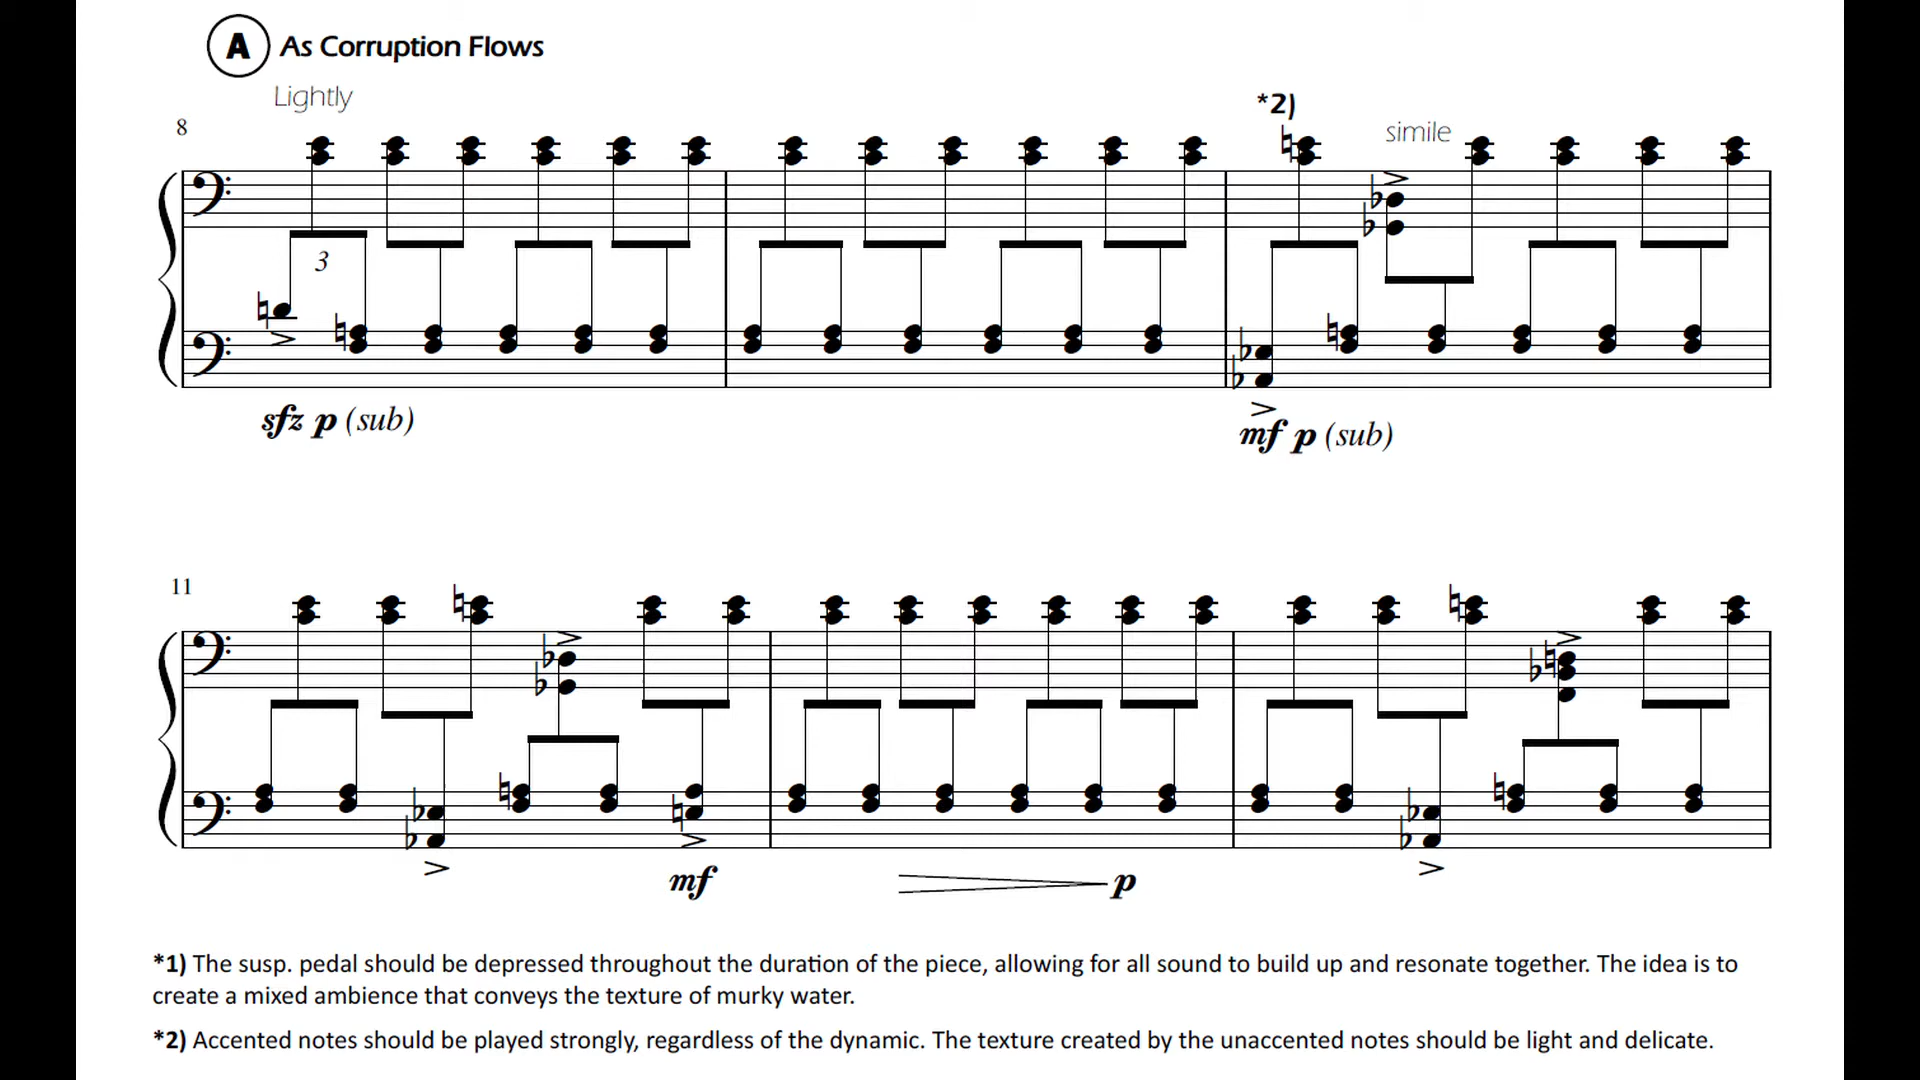 A As Corruption Flows
Lightly
8
*2)
simile
3
sfz p (sub)
mf p (sub)
11
mf
p
*1) The susp. pedal should be depressed throughout the duration of the piece, allowing for all sound to build up and resonate together. The idea is to
create a mixed ambience that conveys the texture of murky water.
*2) Accented notes should be played strongly, regardless of the dynamic. The texture created by the unaccented notes should be light and delicate.